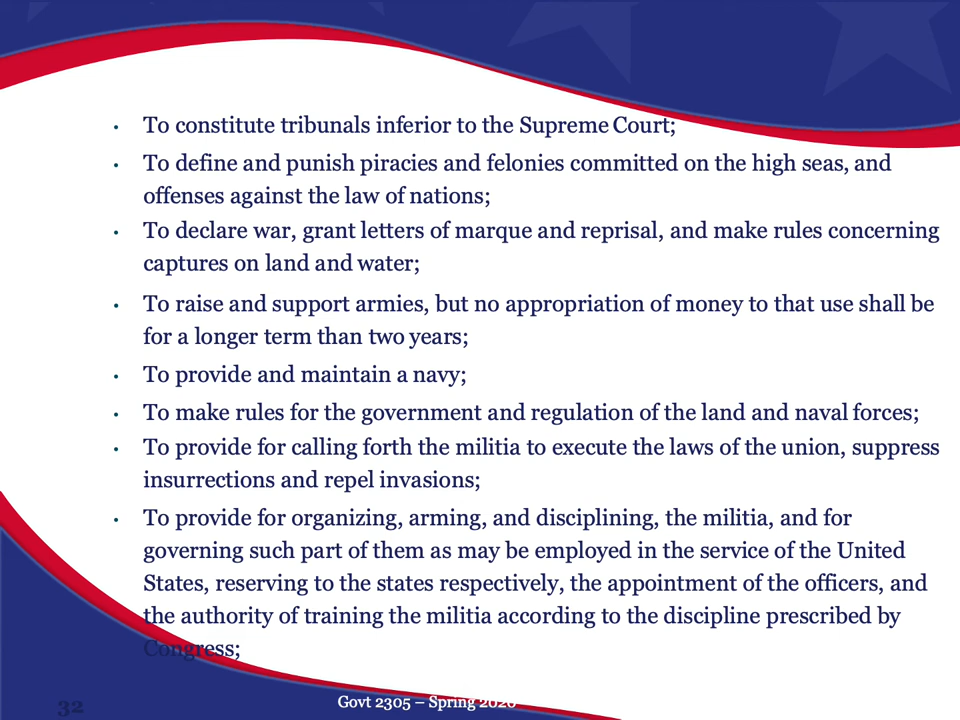 • To constitute tribunals inferior to the Supreme Court;
• To define and punish piracies and felonies committed on the high seas, and
offenses against the law of nations;
• To declare war, grant letters of marque and reprisal, and make rules concerning
captures on land and water;
• To raise and support armies, but no appropriation of money to that use shall be
for a longer term than two years;
• To provide and maintain a navy;
• To make rules for the government and regulation of the land and naval forces;
• To provide for calling forth the militia to execute the laws of the union, suppress
insurrections and repel invasions;
• To provide for organizing, arming, and disciplining, the militia, and for
governing such part of them as may be employed in the service of the United
States, reserving to the states respectively, the appointment of the officers, and
the authority of training the militia according to the discipline prescribed by
Congress;
32
Govt 2305 – Spring 2020